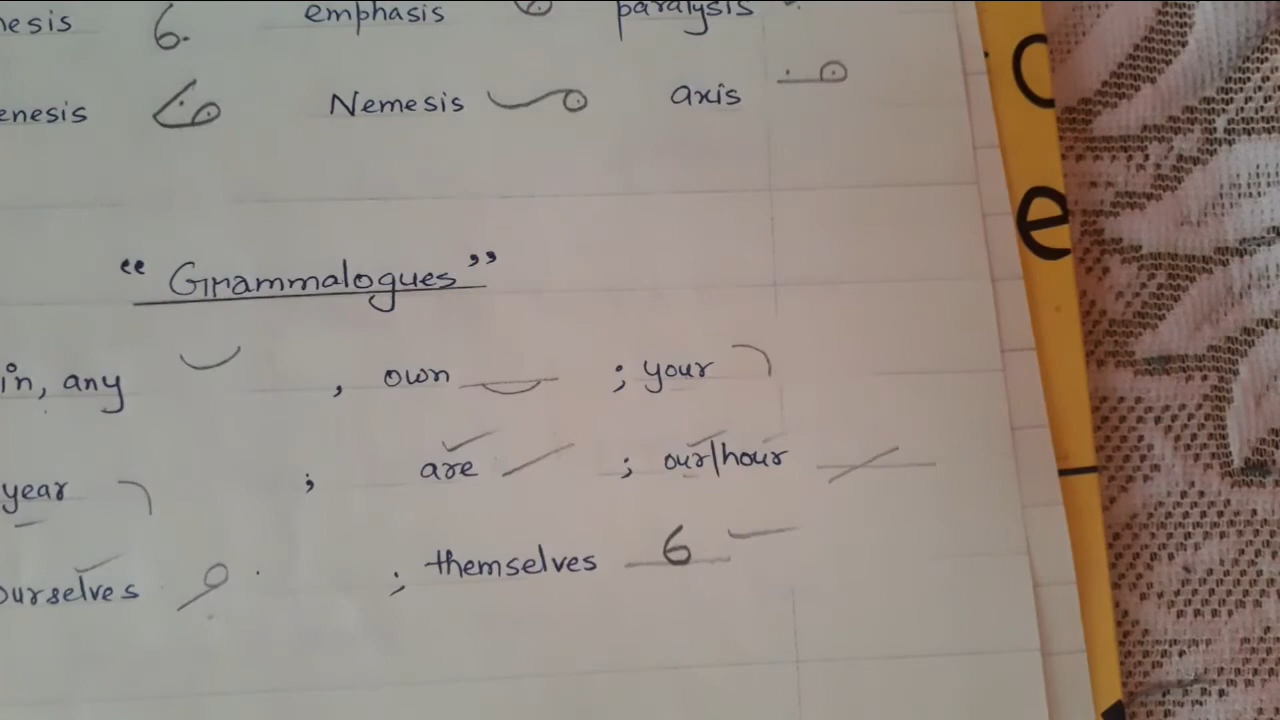 nesis emphasis paralysis
enesis Nemesis axis
“ Grammalogues ”
in, any , own ; your
year ; are ; our/hour
ourselves ; themselves